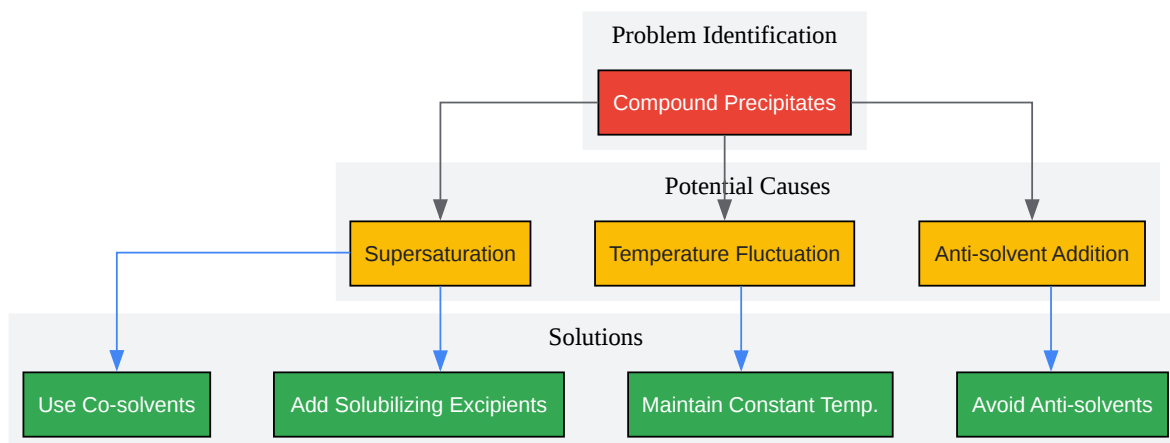 Problem Identification
Compound Precipitates
Potential Causes
Supersaturation
Temperature Fluctuation
Anti-solvent Addition
Solutions
Use Co-solvents
Add Solubilizing Excipients
Maintain Constant Temp.
Avoid Anti-solvents